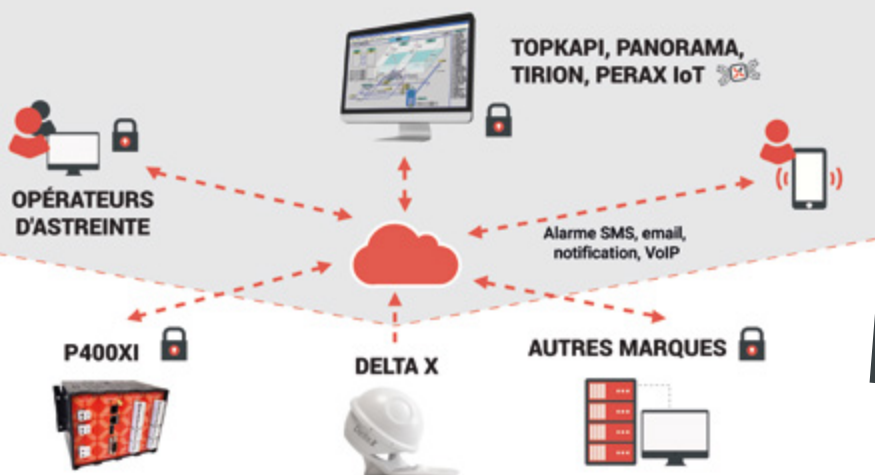 TOPKAPI, PANORAMA,
TIRION, PERAX IoT
OPÉRATEURS
D'ASTREINTE
Alarme SMS, email,
notification, VoIP
P400XI
DELTA X
AUTRES MARQUES